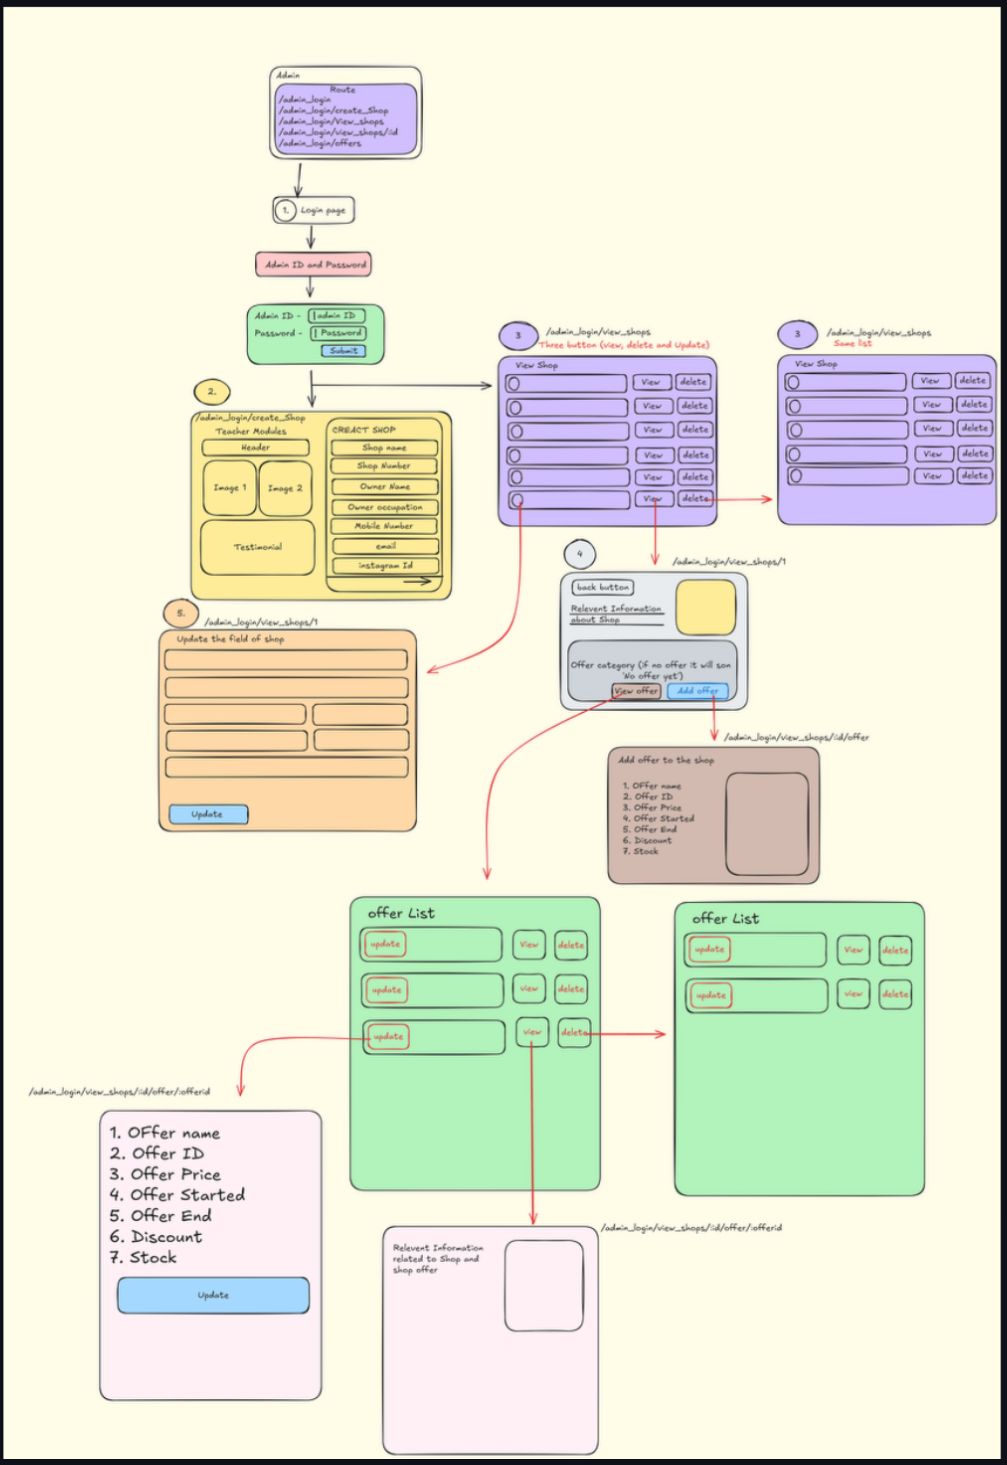 Admin
Route
/admin_login
/admin_login/create_Shop
/admin_login/View_shops
/admin_login/view_shops/:id
/admin_login/offers
1. Login page
Admin ID and Password
Admin ID - admin ID
Password - Password
Submit
2.
/admin_login/create_Shop
Teacher Modules
Header
Image 1 Image 2
Testimonial
CREACT SHOP
Shop name
Shop Number
Owner Name
Owner occupation
Mobile Number
email
instagram Id
3 /admin_login/view_shops
Three button (view, delete and Update)
View Shop
View delete
View delete
View delete
View delete
View delete
View delete
3 /admin_login/view_shops
Same list
View Shop
View delete
View delete
View delete
View delete
View delete
4
/admin_login/view_shops/1
back button
Relevent Information
about Shop
Offer category (if no offer it will son
'No offer yet')
View offer Add offer
5.
/admin_login/view_shops/1
Update the field of shop
Update
/admin_login/view_shops/:id/offer
Add offer to the shop
1. OFfer name
2. Offer ID
3. Offer Price
4. Offer Started
5. Offer End
6. Discount
7. Stock
offer List
update View delete
update view delete
update view delete
offer List
update View delete
update view delete
/admin_login/view_shops/:id/offer/:offerid
1. OFfer name
2. Offer ID
3. Offer Price
4. Offer Started
5. Offer End
6. Discount
7. Stock
Update
/admin_login/view_shops/:id/offer/:offerid
Relevent Information
related to Shop and
shop offer